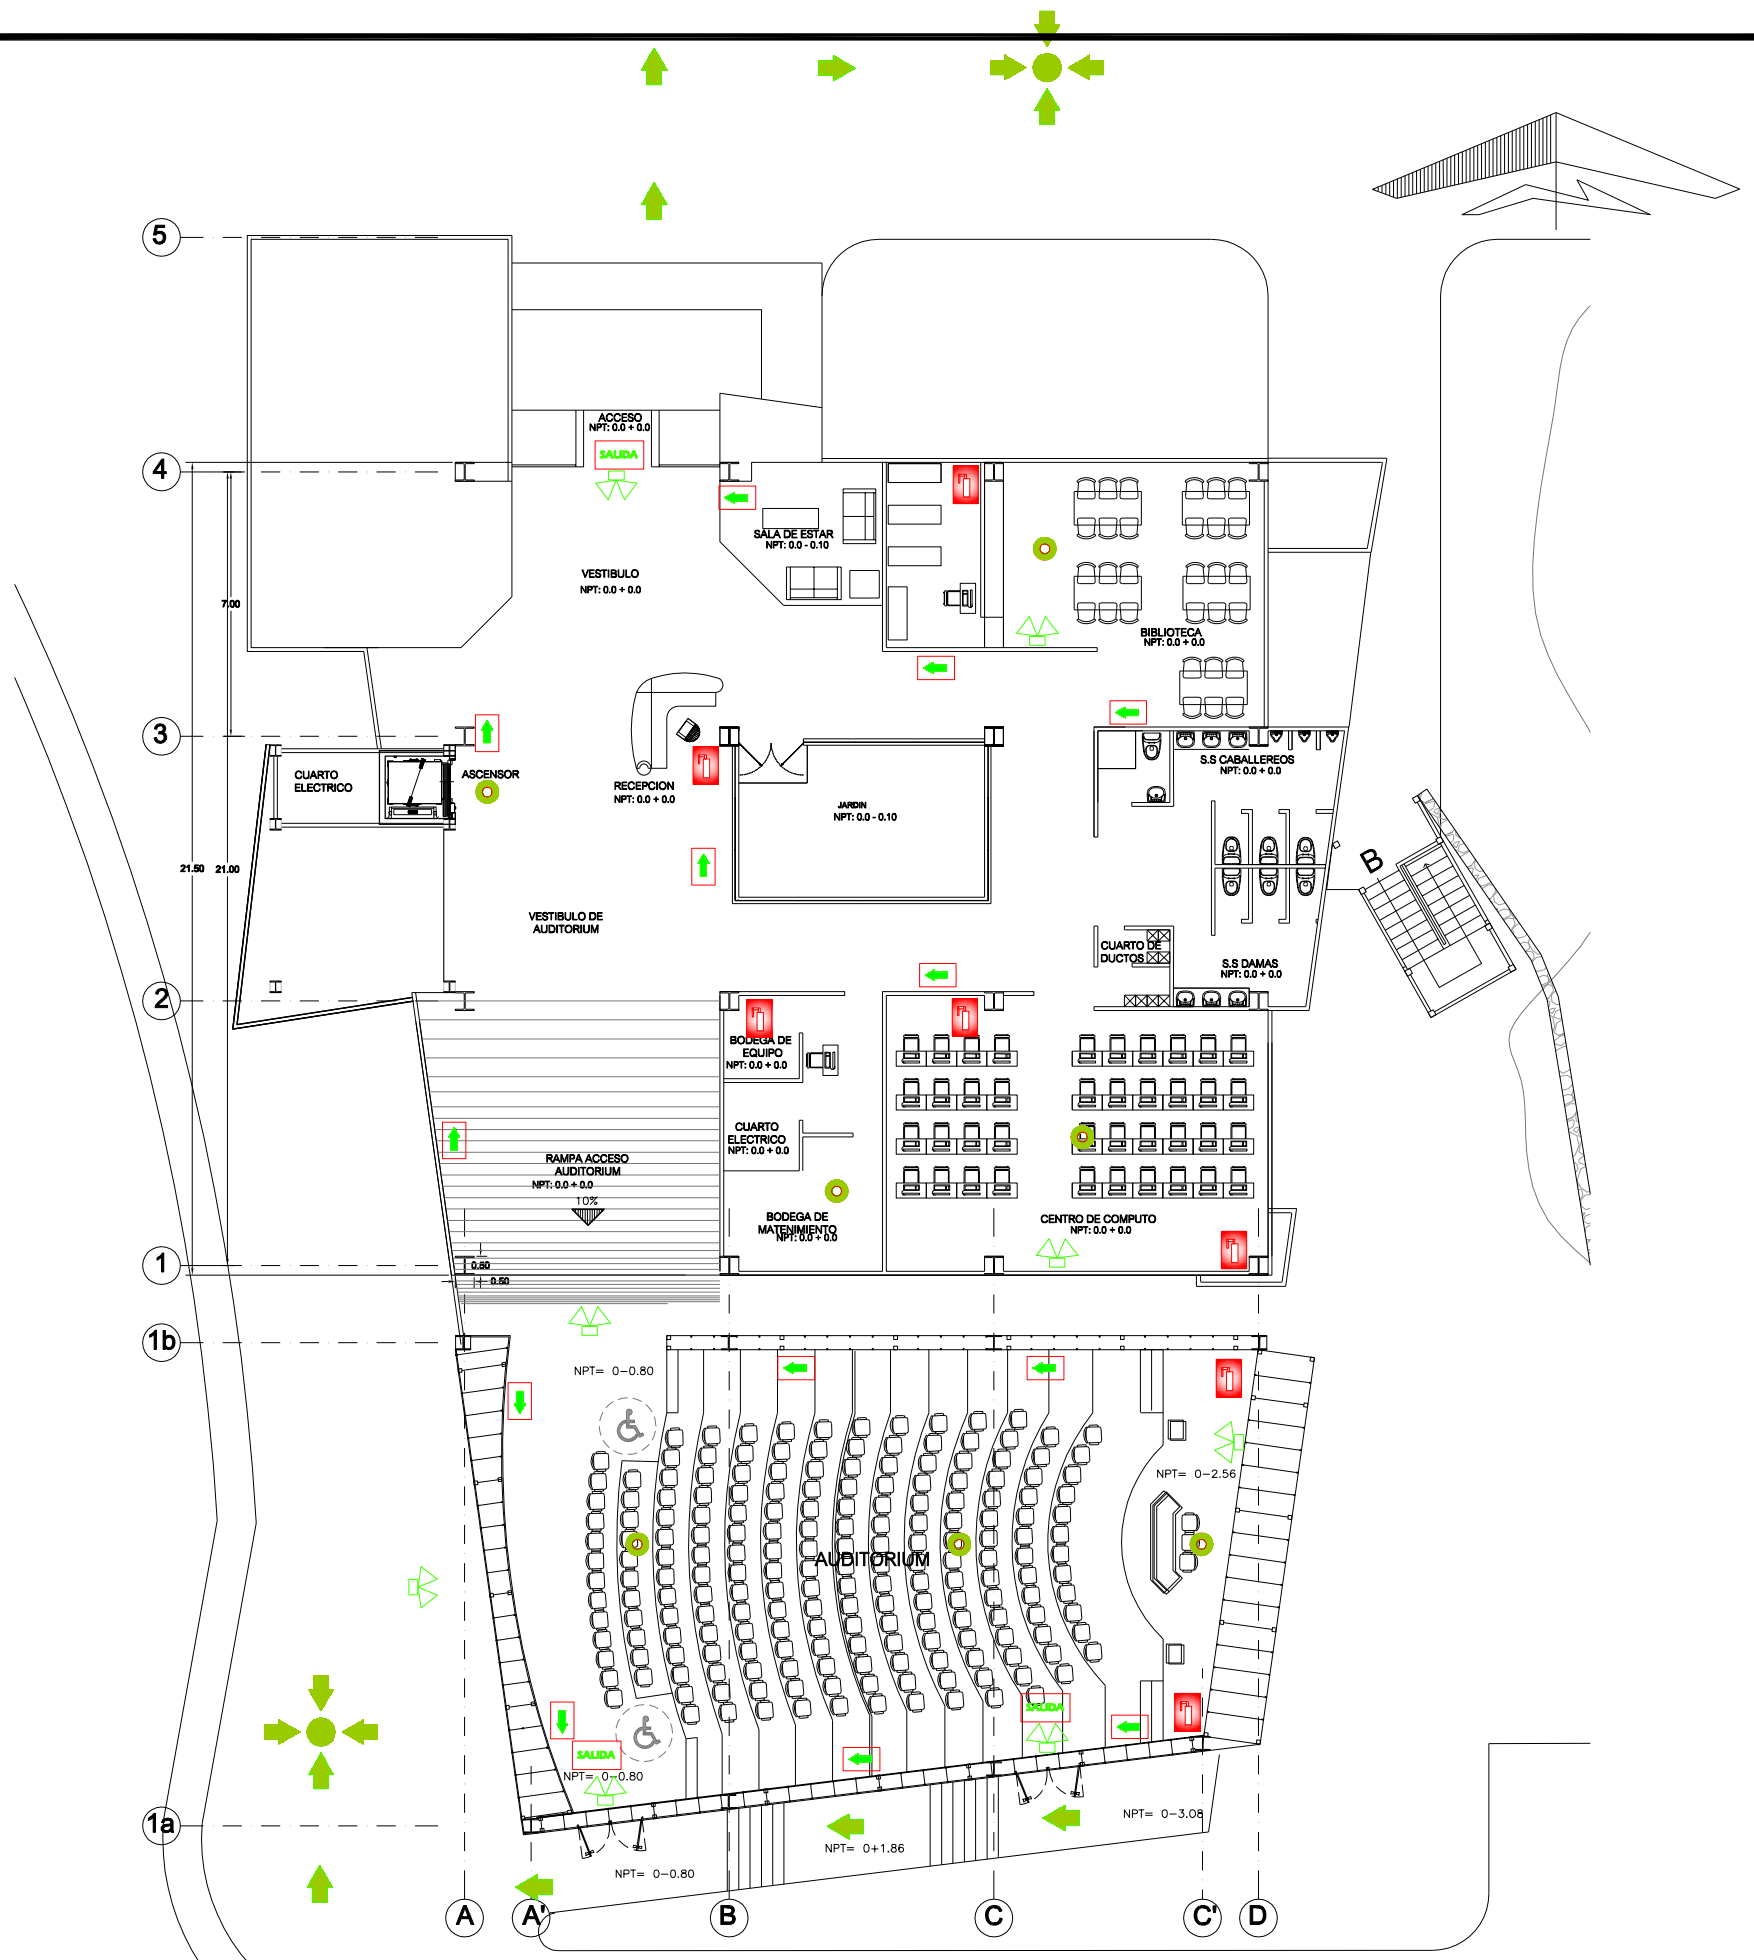 5
ACCESO
NPT: 0.0 + 0.0
SALIDA
4
SALA DE ESTAR
NPT: 0.0 - 0.10
VESTIBULO
NPT: 0.0 + 0.0
7.00
BIBLIOTECA
NPT: 0.0 + 0.0
3
CUARTO
ELECTRICO
ASCENSOR
RECEPCION
NPT: 0.0 + 0.0
S.S CABALLEREOS
NPT: 0.0 + 0.0
JARDIN
NPT: 0.0 - 0.10
21.50
21.00
B
VESTIBULO DE
AUDITORIUM
CUARTO DE
DUCTOS
S.S DAMAS
NPT: 0.0 + 0.0
2
BODEGA DE
EQUIPO
NPT: 0.0 + 0.0
CUARTO
ELECTRICO
NPT: 0.0 + 0.0
RAMPA ACCESO
AUDITORIUM
NPT: 0.0 + 0.0
10%
BODEGA DE
MATENIMIENTO
NPT: 0.0 + 0.0
CENTRO DE COMPUTO
NPT: 0.0 + 0.0
1
0.50
0.50
1b
NPT= 0-0.80
NPT= 0-2.56
AUDITORIUM
SALIDA
SALIDA
NPT= 0-0.80
1a
NPT= 0-3.08
NPT= 0+1.86
NPT= 0-0.80
A
A'
B
C
C'
D